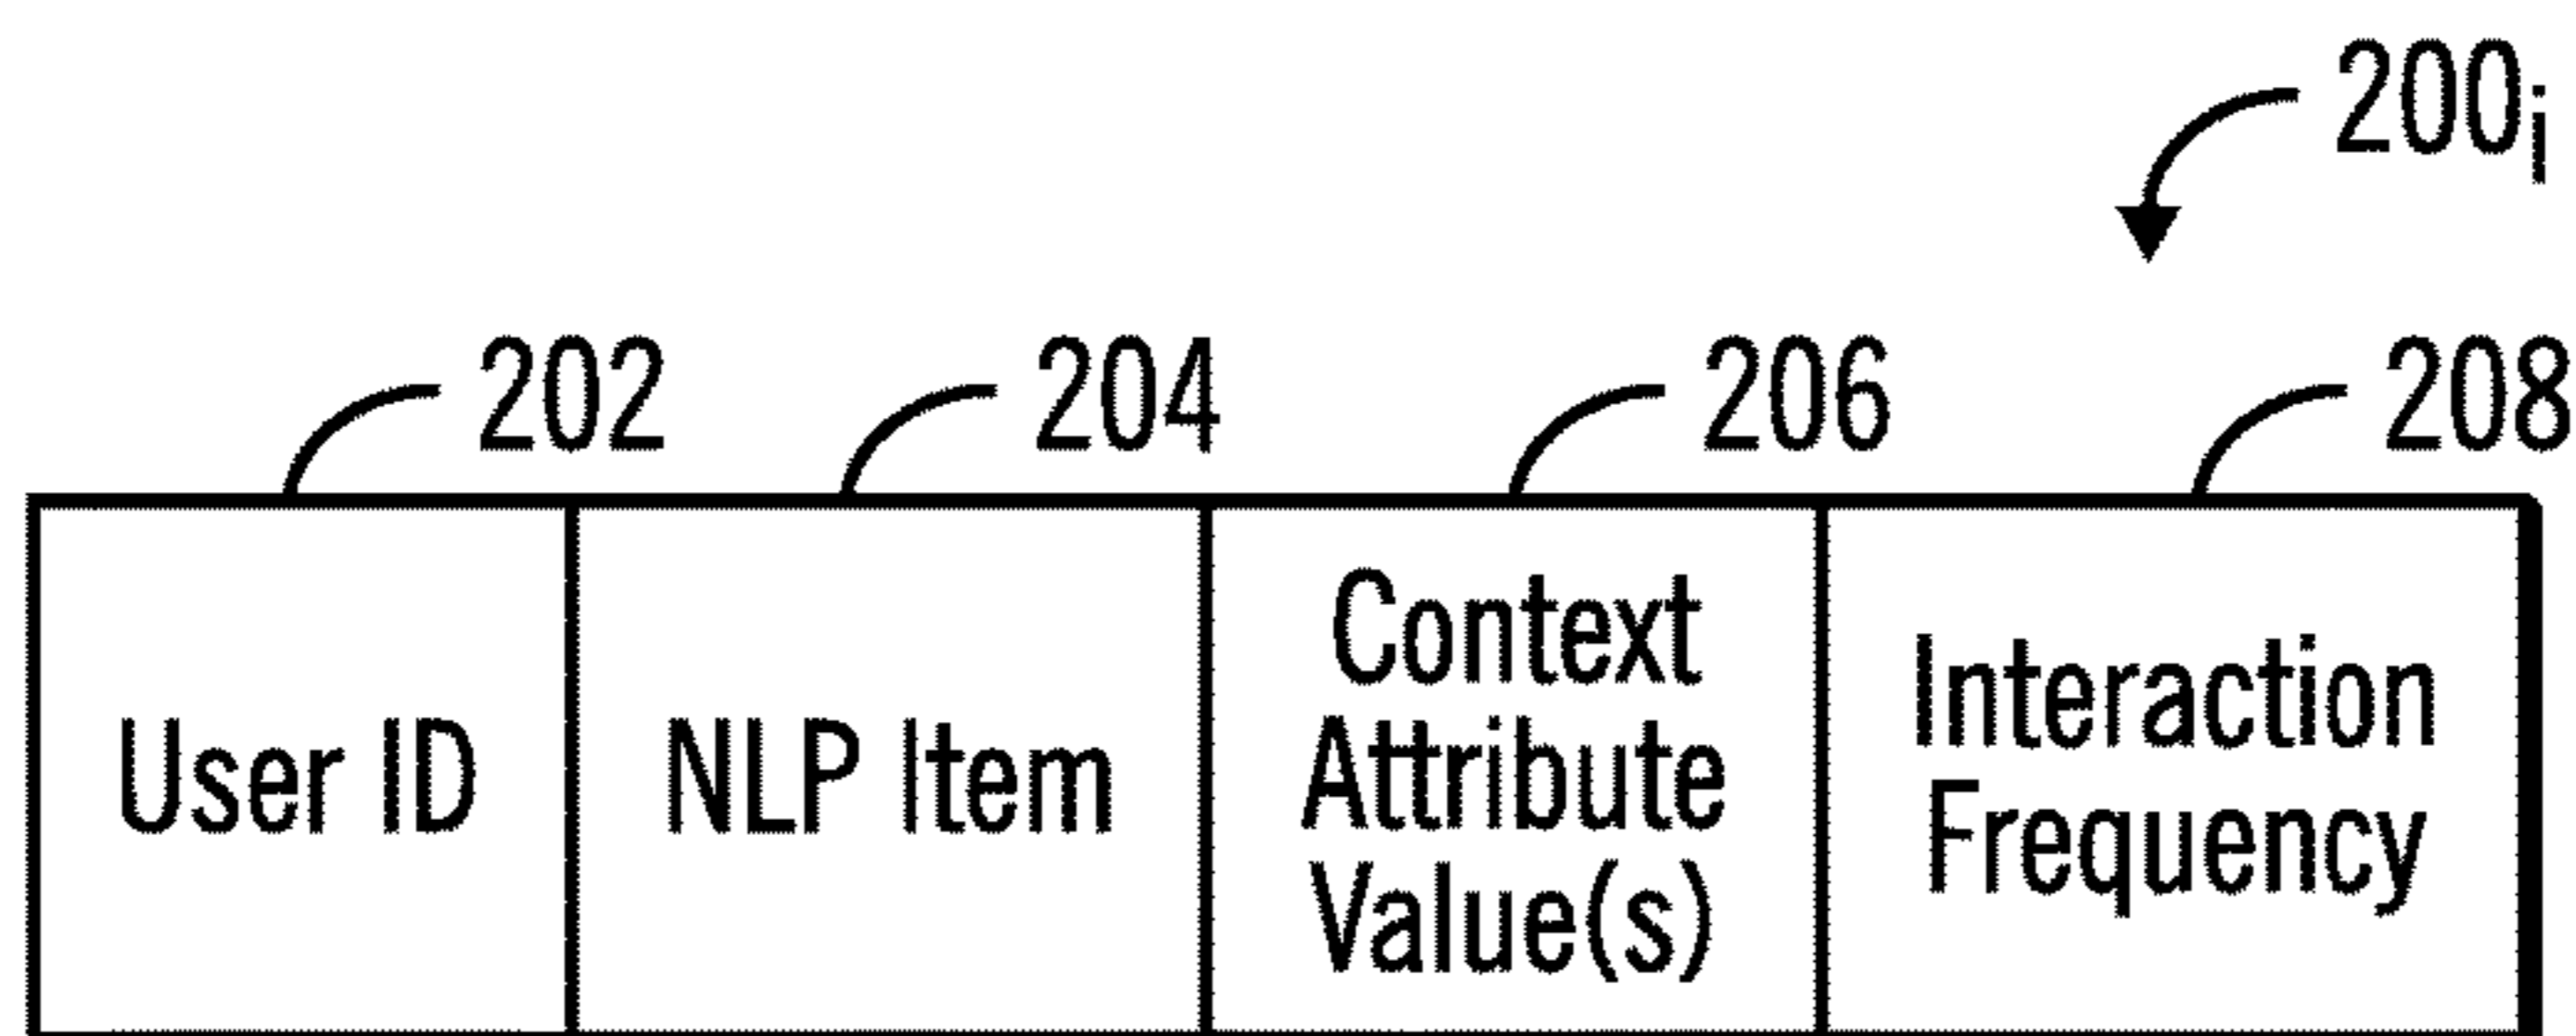 200i
202 204 206 208
User ID
NLP Item
Context
Attribute
Value(s)
Interaction
Frequency